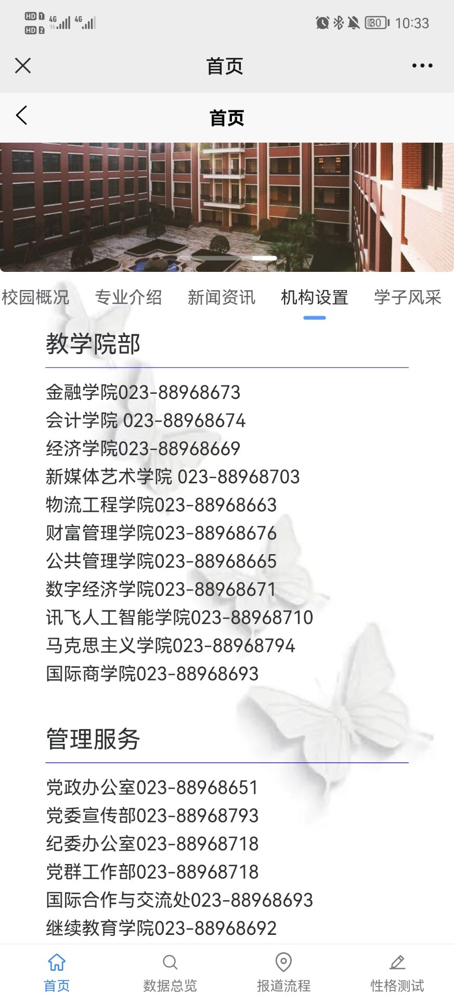 HD 1 4G 4G
HD 2
30 10:33
首页
首页
校园概况 专业介绍 新闻资讯 机构设置 学子风采
教学院部
金融学院023-88968673
会计学院 023-88968674
经济学院023-88968669
新媒体艺术学院 023-88968703
物流工程学院023-88968663
财富管理学院023-88968676
公共管理学院023-88968665
数字经济学院023-88968671
讯飞人工智能学院023-88968710
马克思主义学院023-88968794
国际商学院023-88968693
管理服务
党政办公室023-88968651
党委宣传部023-88968793
纪委办公室023-88968718
党群工作部023-88968718
国际合作与交流处023-88968693
继续教育学院023-88968692
首页 数据总览 报道流程 性格测试